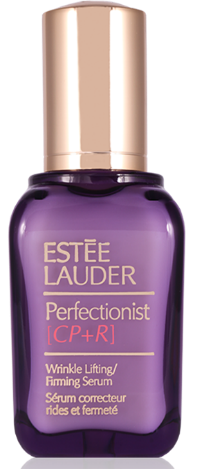 ESTĒE
LAUDER
Perfectionist
[CP+R]
Wrinkle Lifting/
Firming Serum
Sérum correcteur
rides et fermeté